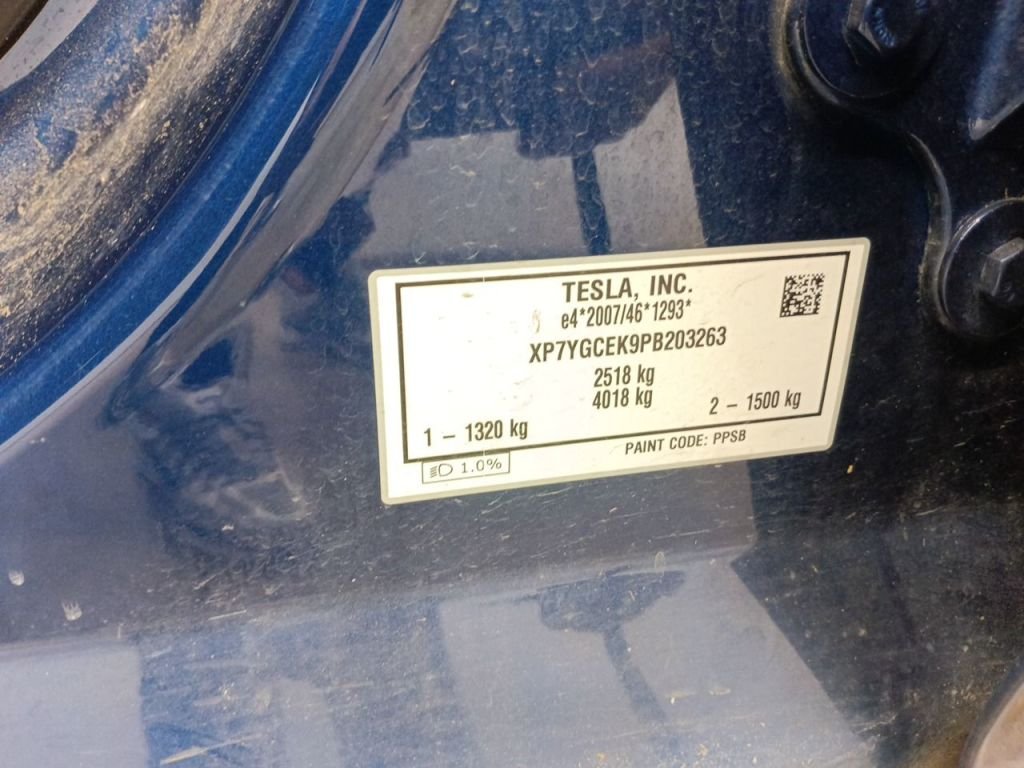 TESLA, INC.
e4*2007/46*1293*
XP7YGCEK9PB203263
2518 kg
4018 kg
1 – 1320 kg
2 – 1500 kg
1.0%
PAINT CODE: PPSB